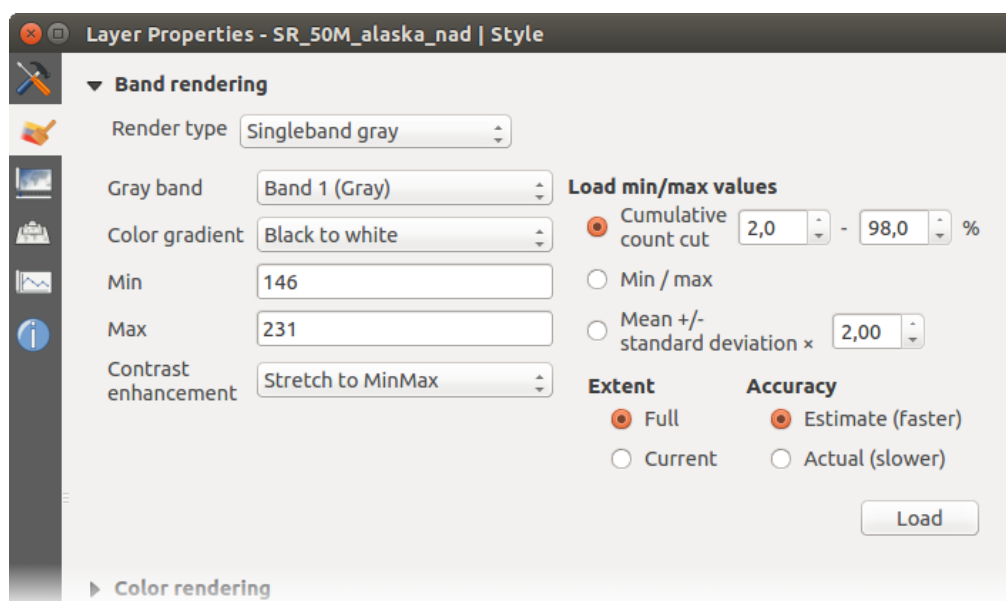 Layer Properties - SR_50M_alaska_nad | Style
Band rendering
Render type Singleband gray
Gray band Band 1 (Gray)
Color gradient Black to white
Min 146
Max 231
Contrast
enhancement Stretch to MinMax
Load min/max values
Cumulative
count cut 2,0 - 98,0 %
Min / max
Mean +/-
standard deviation × 2,00
Extent Accuracy
Full Estimate (faster)
Current Actual (slower)
Load
Color rendering